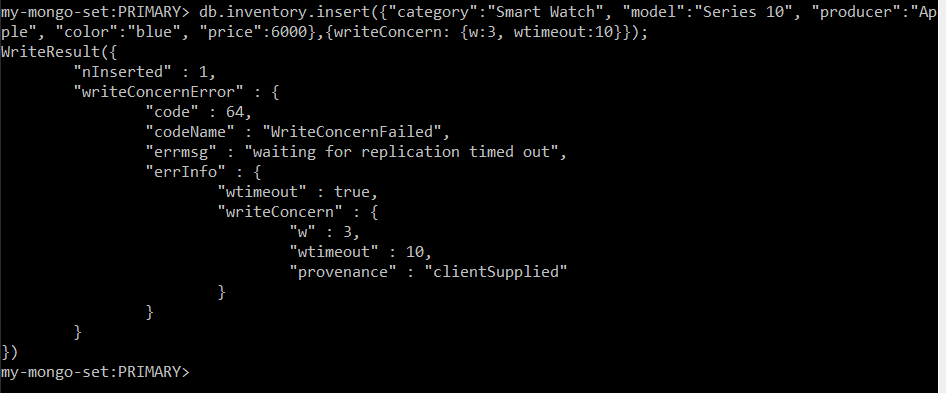 my-mongo-set:PRIMARY> db.inventory.insert({"category":"Smart Watch", "model":"Series 10", "producer":"Ap
ple", "color":"blue", "price":6000},{writeConcern: {w:3, wtimeout:10}});
WriteResult({
        "nInserted" : 1,
        "writeConcernError" : {
                "code" : 64,
                "codeName" : "WriteConcernFailed",
                "errmsg" : "waiting for replication timed out",
                "errInfo" : {
                        "wtimeout" : true,
                        "writeConcern" : {
                                "w" : 3,
                                "wtimeout" : 10,
                                "provenance" : "clientSupplied"
                        }
                }
        }
})
my-mongo-set:PRIMARY>